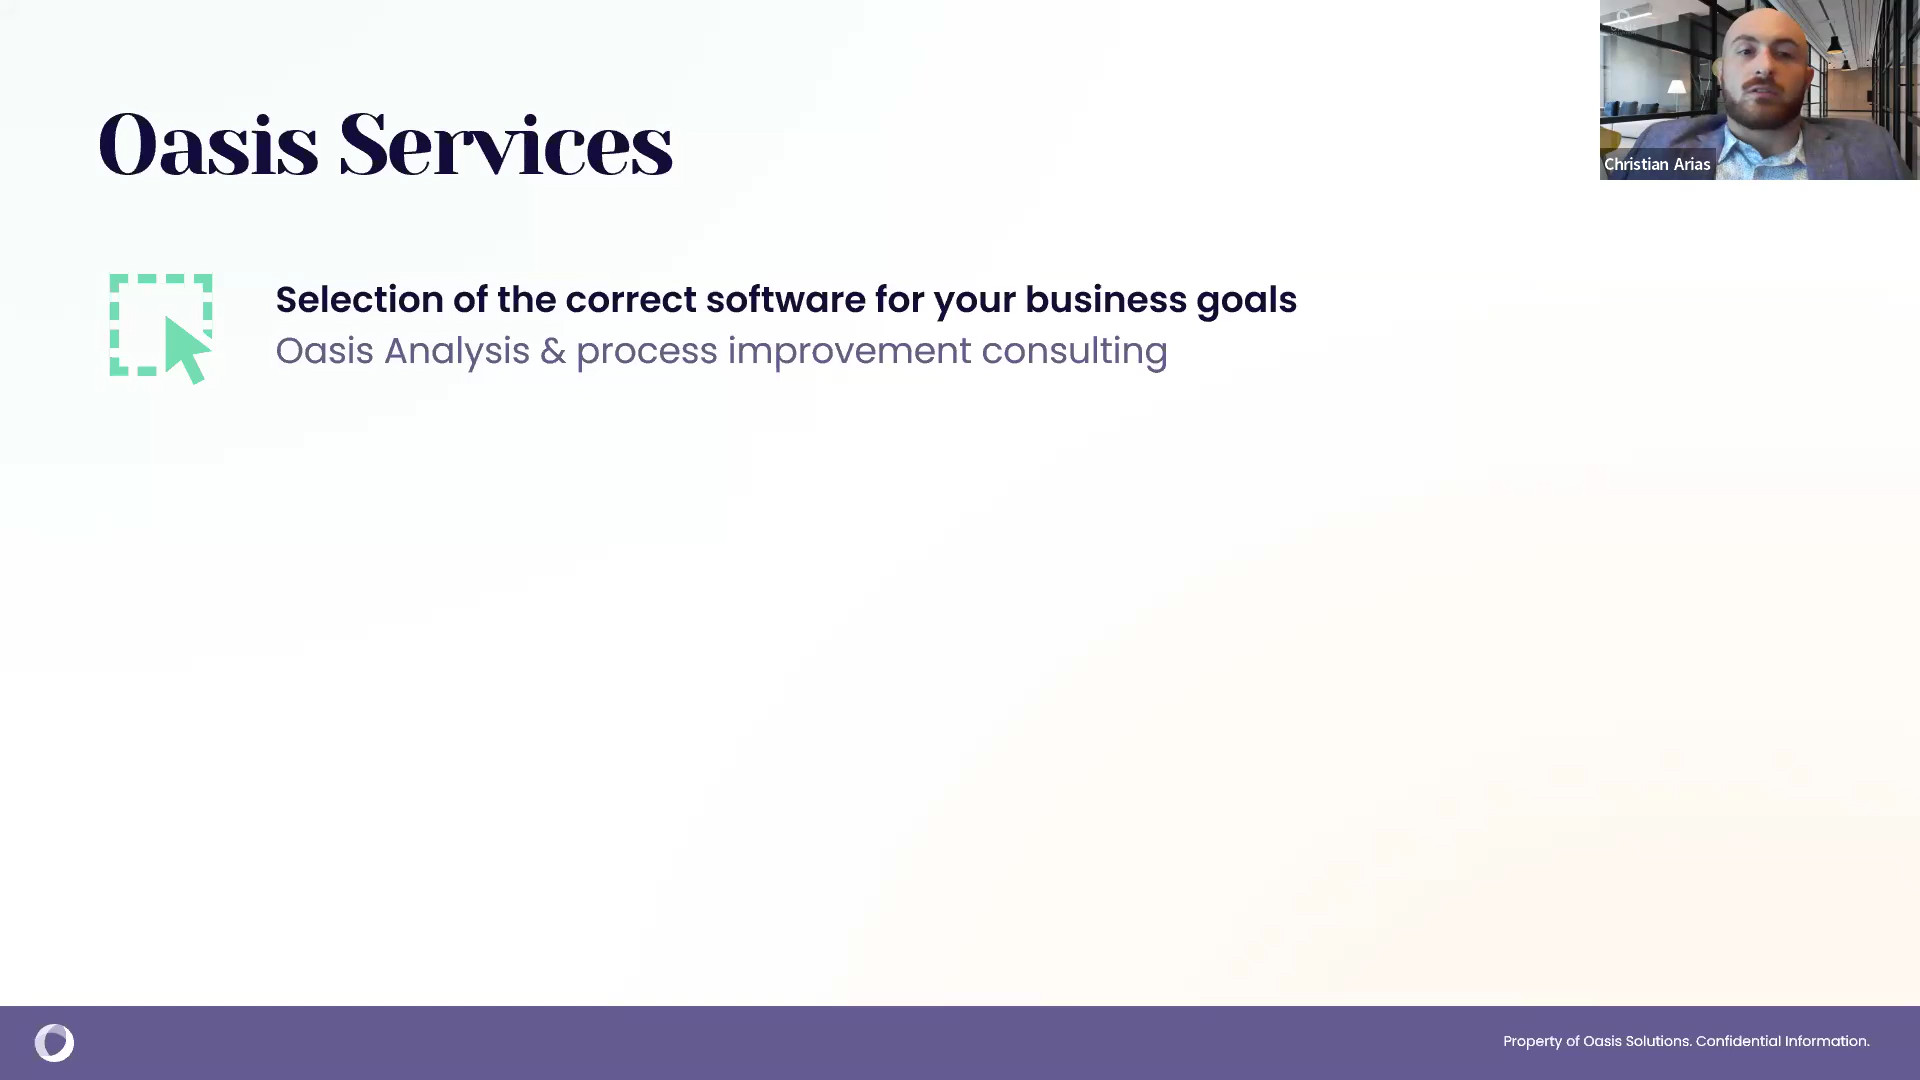 Oasis Services
Christian Arias
Selection of the correct software for your business goals
Oasis Analysis & process improvement consulting
Property of Oasis Solutions. Confidential Information.